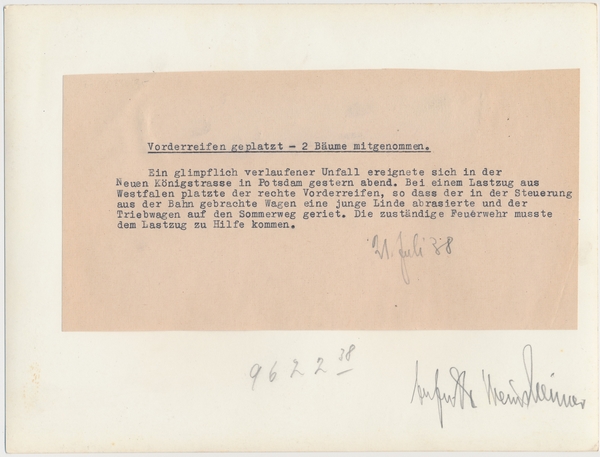 Vorderreifen geplatzt - 2 Bäume mitgenommen.
Ein glimpflich verlaufener Unfall ereignete sich in der
Neuen Königstrasse in Potsdam gestern abend. Bei einem Lastzug aus
Westfalen platzte der rechte Vorderreifen, so dass der in der Steuerung
aus der Bahn gebrachte Wagen eine junge Linde abrasierte und der
Triebwagen auf den Sommerweg geriet. Die zuständige Feuerwehr musste
dem Lastzug zu Hilfe kommen.
21. Juli 38
9622 38